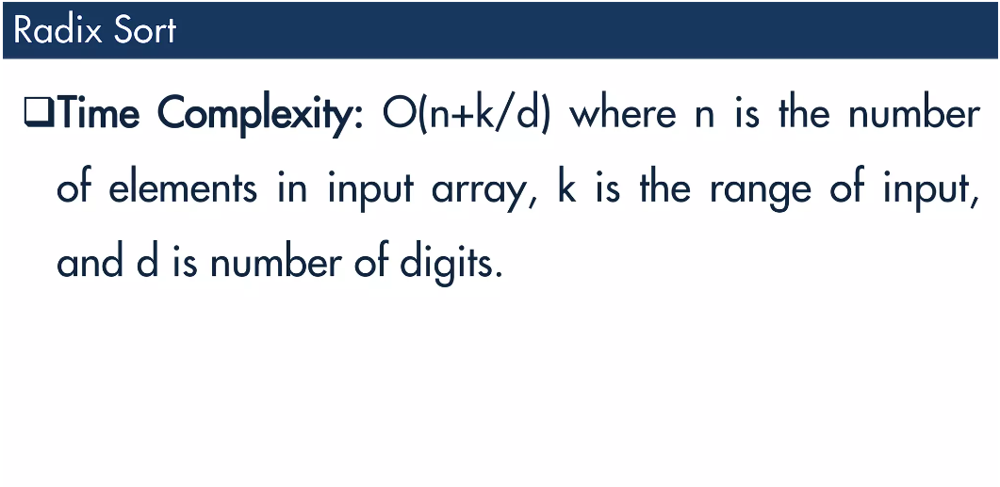 Radix Sort
❑Time Complexity: O(n+k/d) where n is the number
of elements in input array, k is the range of input,
and d is number of digits.